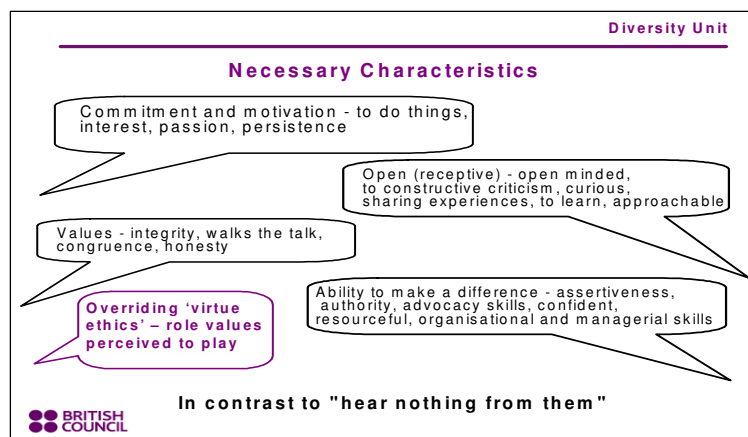 Diversity Unit
Necessary Characteristics
Commitment and motivation - to do things,
interest, passion, persistence
Open (receptive) - open minded,
to constructive criticism, curious,
sharing experiences, to learn, approachable
Values - integrity, walks the talk,
congruence, honesty
Ability to make a difference - assertiveness,
authority, advocacy skills, confident,
resourceful, organisational and managerial skills
Overriding ‘virtue
ethics’ – role values
perceived to play
In contrast to "hear nothing from them"
BRITISH
COUNCIL